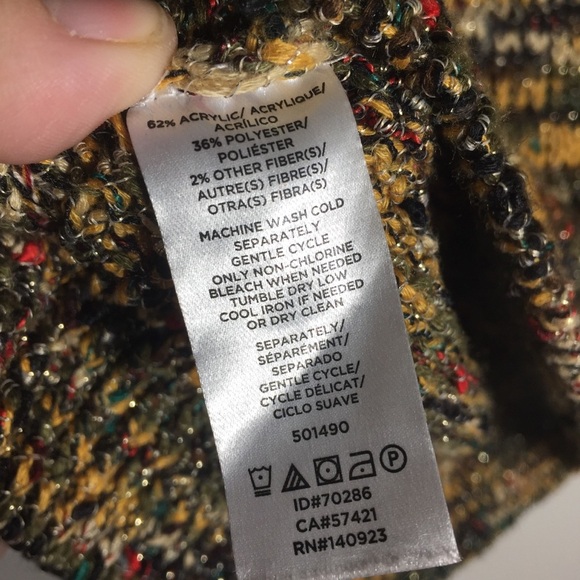 62% ACRYLIC/ ACRYLIQUE/
ACRÍLICO
36% POLYESTER/
POLIÉSTER
2% OTHER FIBER(S)/
AUTRE(S) FIBRE(S)
OTRA(S) FIBRA(S)
MACHINE WASH COLD
SEPARATELY
GENTLE CYCLE
ONLY NON-CHLORINE
BLEACH WHEN NEEDED
TUMBLE DRY LOW
COOL IRON IF NEEDED
OR DRY CLEAN
SEPARATELY/
SÉPARÉMENT/
SEPARADO
GENTLE CYCLE/
CYCLE DÉLICAT/
CICLO SUAVE
501490
P
ID#70286
CA#57421
RN#140923